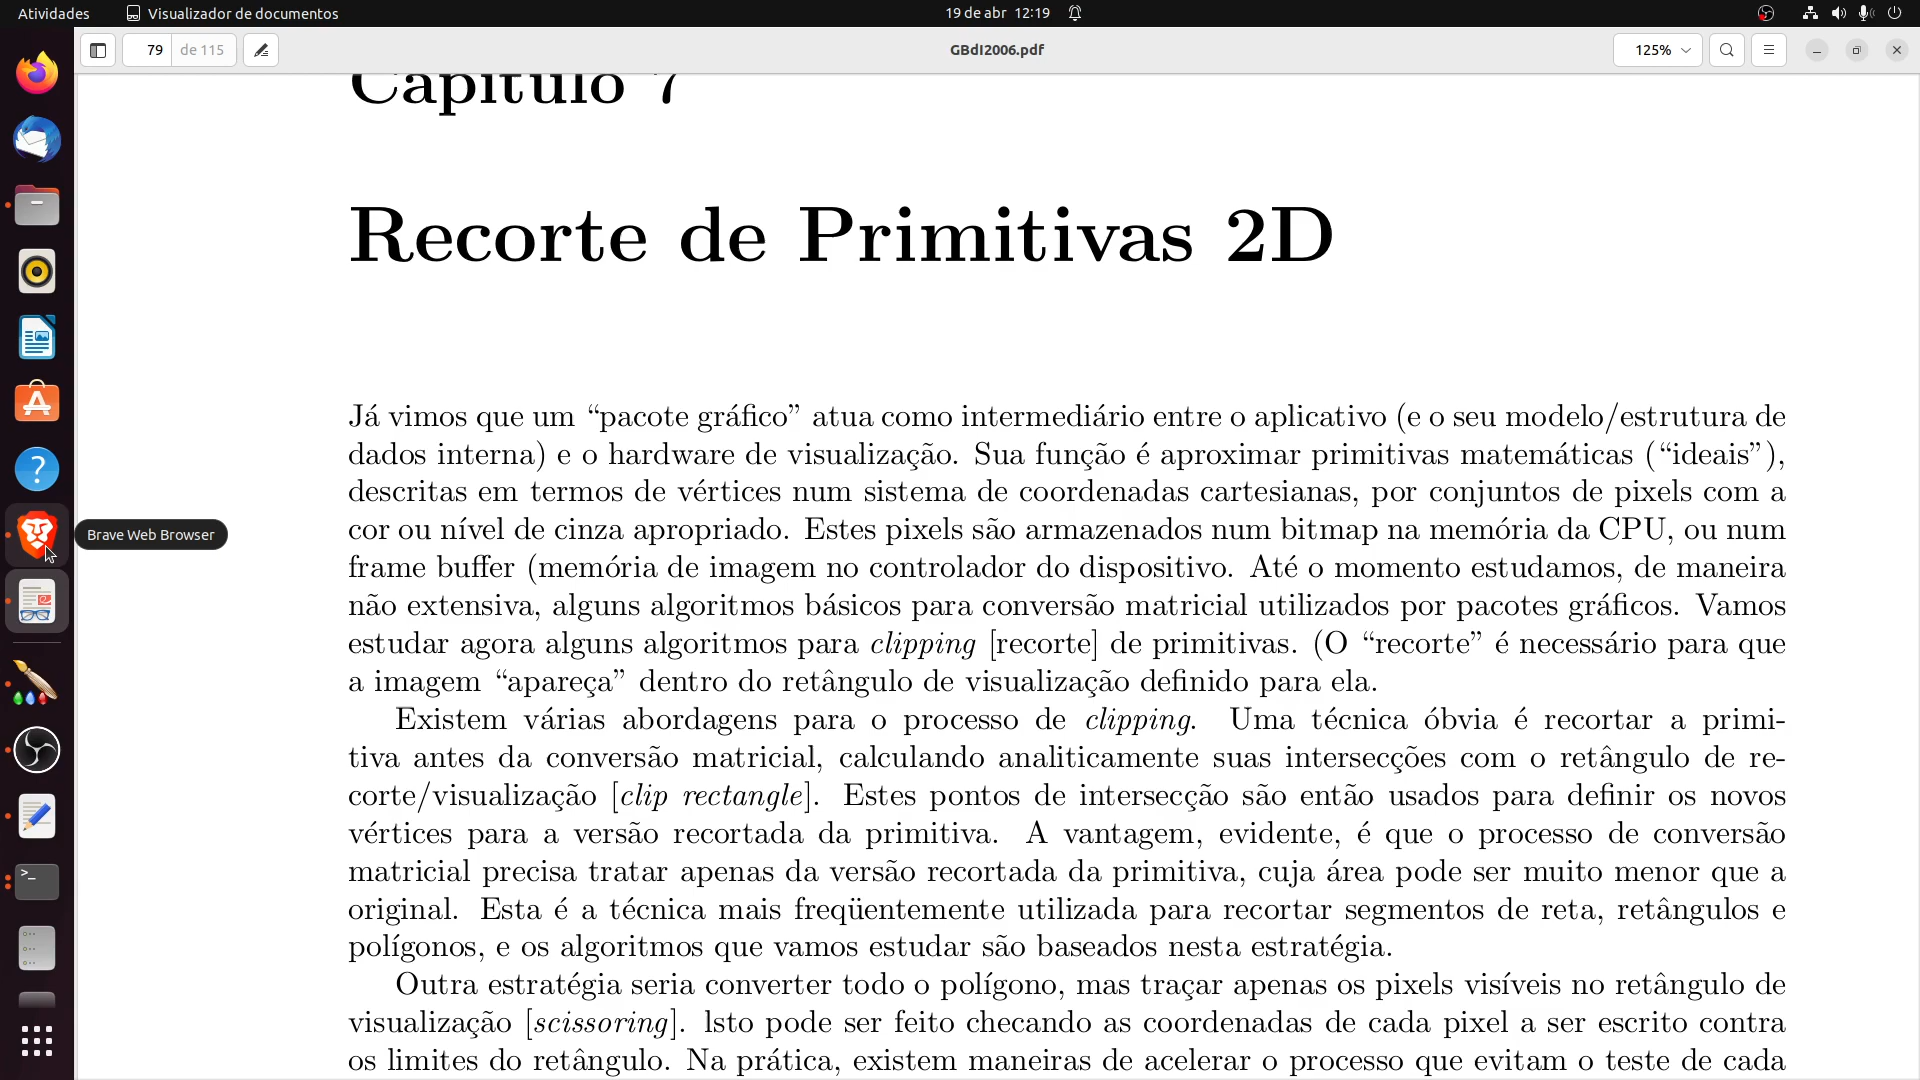 Atividades
Visualizador de documentos
19 de abr 12:19
79
de 115
GBdI2006.pdf
125%
Capítulo 7
Recorte de Primitivas 2D
Já vimos que um “pacote gráfico” atua como intermediário entre o aplicativo (e o seu modelo/estrutura de
dados interna) e o hardware de visualização. Sua função é aproximar primitivas matemáticas (“ideais”),
descritas em termos de vértices num sistema de coordenadas cartesianas, por conjuntos de pixels com a
cor ou nível de cinza apropriado. Estes pixels são armazenados num bitmap na memória da CPU, ou num
frame buffer (memória de imagem no controlador do dispositivo. Até o momento estudamos, de maneira
não extensiva, alguns algoritmos básicos para conversão matricial utilizados por pacotes gráficos. Vamos
estudar agora alguns algoritmos para clipping [recorte] de primitivas. (O “recorte” é necessário para que
a imagem “apareça” dentro do retângulo de visualização definido para ela.
Existem várias abordagens para o processo de clipping. Uma técnica óbvia é recortar a primi-
tiva antes da conversão matricial, calculando analiticamente suas intersecções com o retângulo de re-
corte/visualização [clip rectangle]. Estes pontos de intersecção são então usados para definir os novos
vértices para a versão recortada da primitiva. A vantagem, evidente, é que o processo de conversão
matricial precisa tratar apenas da versão recortada da primitiva, cuja área pode ser muito menor que a
original. Esta é a técnica mais freqüentemente utilizada para recortar segmentos de reta, retângulos e
polígonos, e os algoritmos que vamos estudar são baseados nesta estratégia.
Outra estratégia seria converter todo o polígono, mas traçar apenas os pixels visíveis no retângulo de
visualização [scissoring]. Isto pode ser feito checando as coordenadas de cada pixel a ser escrito contra
os limites do retângulo. Na prática, existem maneiras de acelerar o processo que evitam o teste de cada
Brave Web Browser